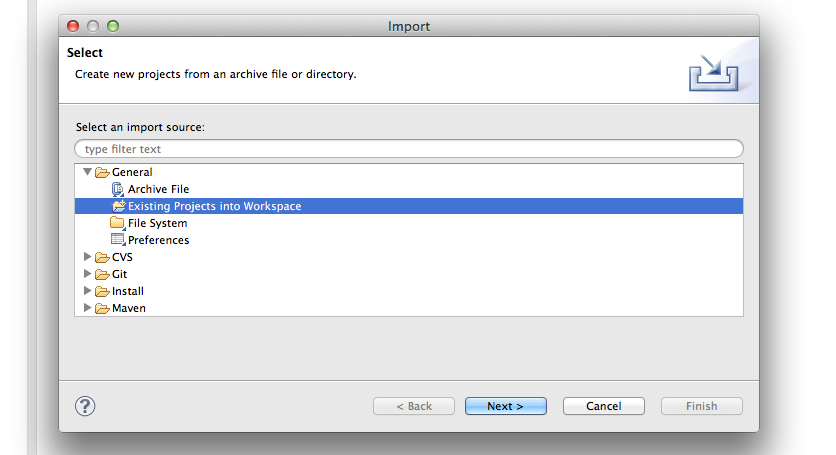 Import
Select
Create new projects from an archive file or directory.
Select an import source:
type filter text
General
Archive File
Existing Projects into Workspace
File System
Preferences
CVS
Git
Install
Maven
?
< Back
Next >
Cancel
Finish